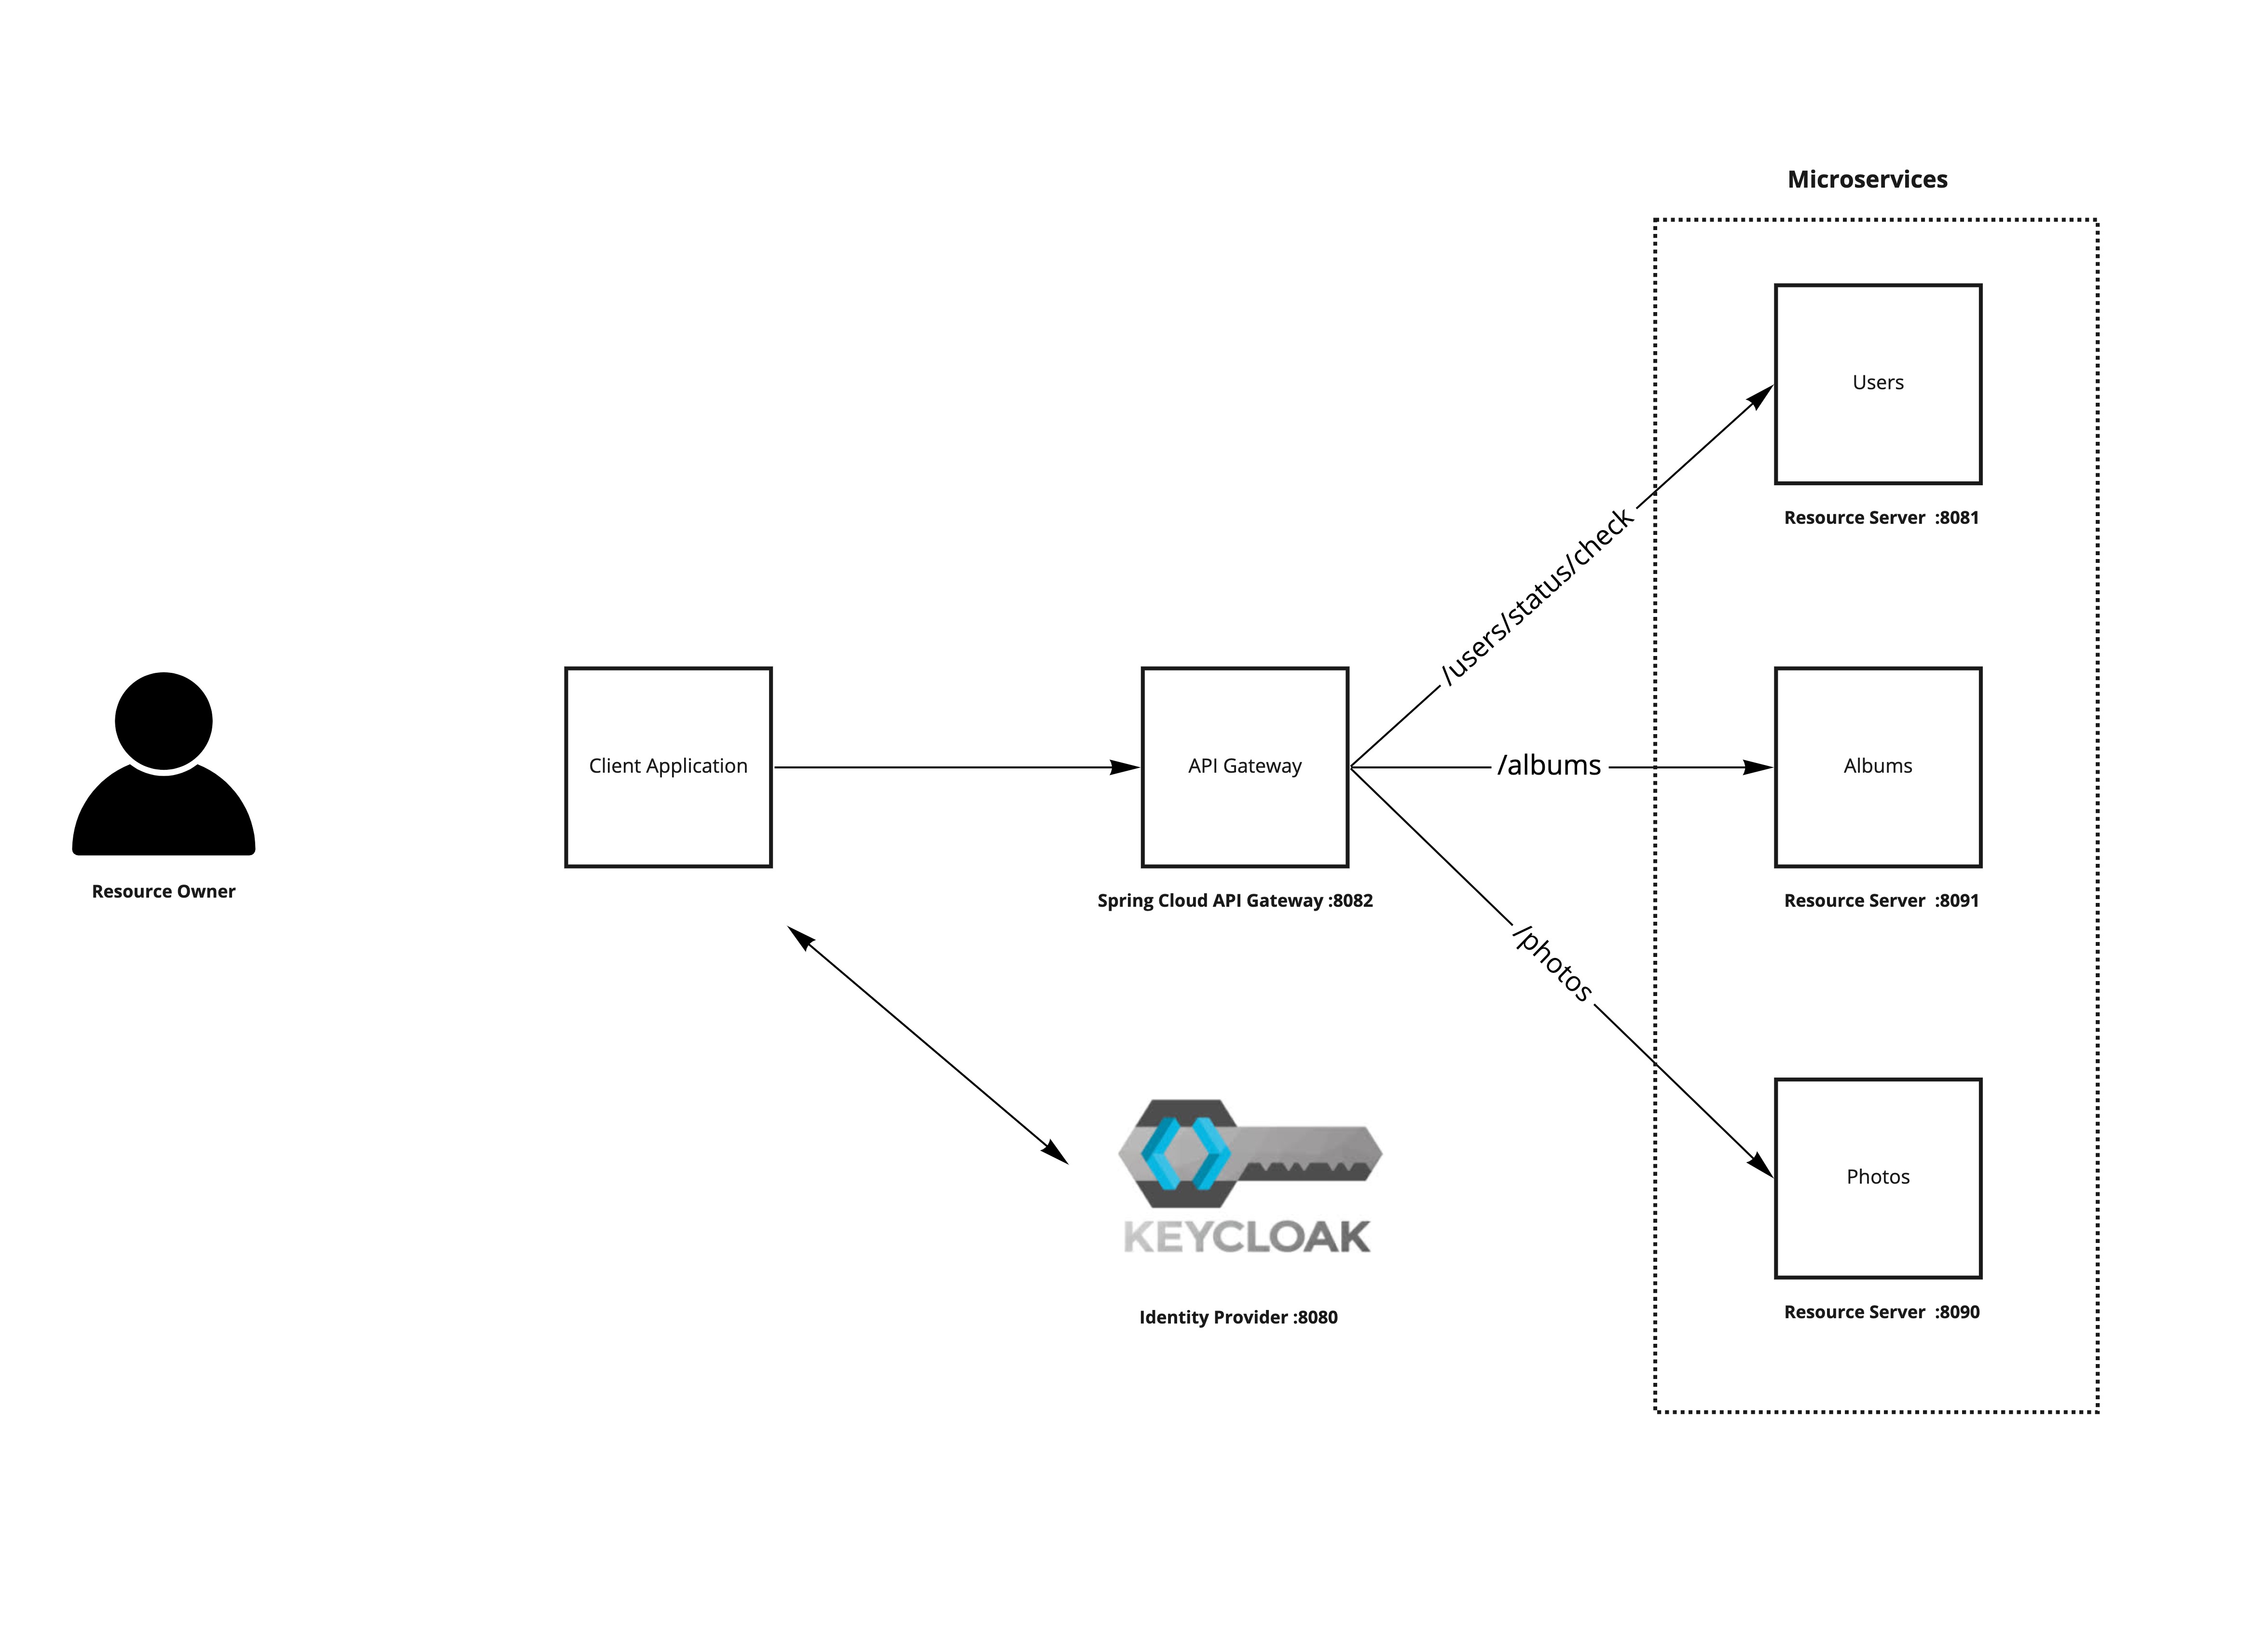 Microservices
Users
Resource Server  :8081
/users/status/check
Client Application
API Gateway
/albums
Albums
Resource Owner
Spring Cloud API Gateway :8082
Resource Server  :8091
/photos
KEYCLOAK
Photos
Identity Provider :8080
Resource Server  :8090